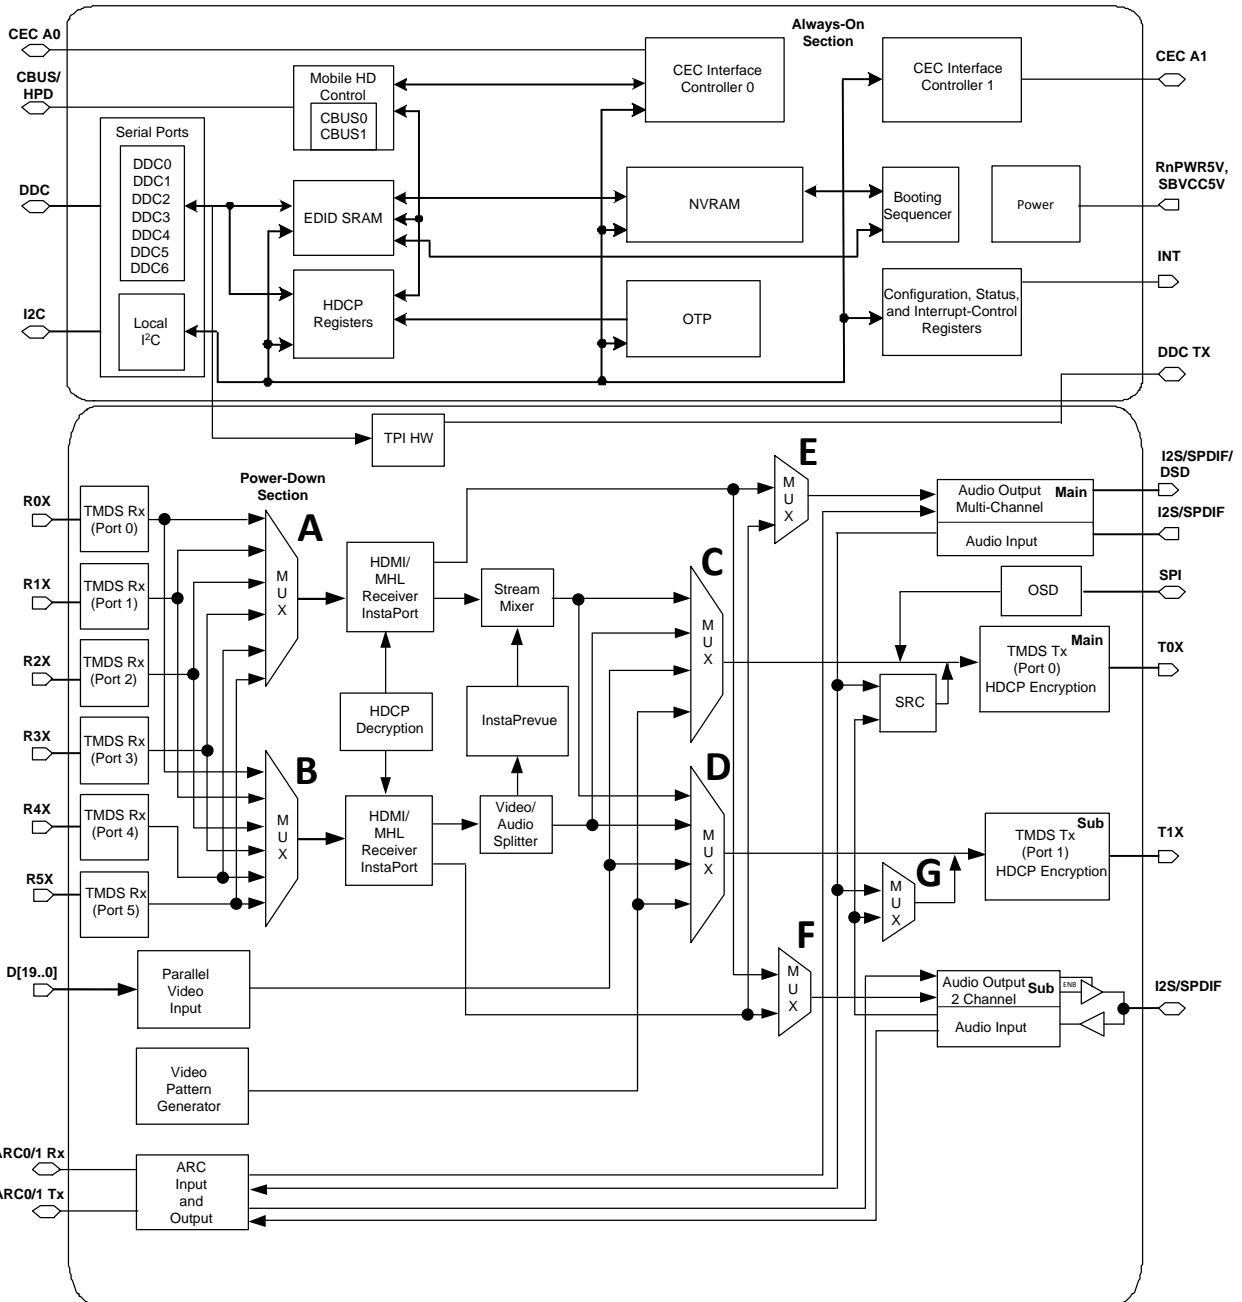 Always-On
Section
CEC A0
CEC A1
CBUS/
HPD
Mobile HD
Control
CBUS0
CBUS1
CEC Interface
Controller 0
CEC Interface
Controller 1
Serial Ports
DDC0
DDC1
DDC2
DDC3
DDC4
DDC5
DDC6
DDC
EDID SRAM
NVRAM
Booting
Sequencer
Power
RnPWR5V,
SBVCC5V
INT
I2C
Local
I²C
HDCP
Registers
OTP
Configuration, Status,
and Interrupt-Control
Registers
DDC TX
TPI HW
Power-Down
Section
R0X
TMDS Rx
(Port 0)
R1X
TMDS Rx
(Port 1)
R2X
TMDS Rx
(Port 2)
R3X
TMDS Rx
(Port 3)
R4X
TMDS Rx
(Port 4)
R5X
TMDS Rx
(Port 5)
A
M
U
X
B
M
U
X
HDMI/
MHL
Receiver
InstaPort
HDCP
Decryption
HDMI/
MHL
Receiver
InstaPort
Stream
Mixer
InstaPrevue
Video/
Audio
Splitter
C
M
U
X
D
M
U
X
E
M
U
X
F
M
U
X
G
M
U
X
Audio Output
Multi-Channel
Main
Audio Input
I2S/SPDIF/
DSD
I2S/SPDIF
OSD
SPI
SRC
Main
TMDS Tx
(Port 0)
HDCP Encryption
T0X
Sub
TMDS Tx
(Port 1)
HDCP Encryption
T1X
Audio Output
2 Channel
Sub
ENB
Audio Input
I2S/SPDIF
D[19..0]
Parallel
Video
Input
Video
Pattern
Generator
ARC0/1 Rx
ARC0/1 Tx
ARC
Input
and
Output